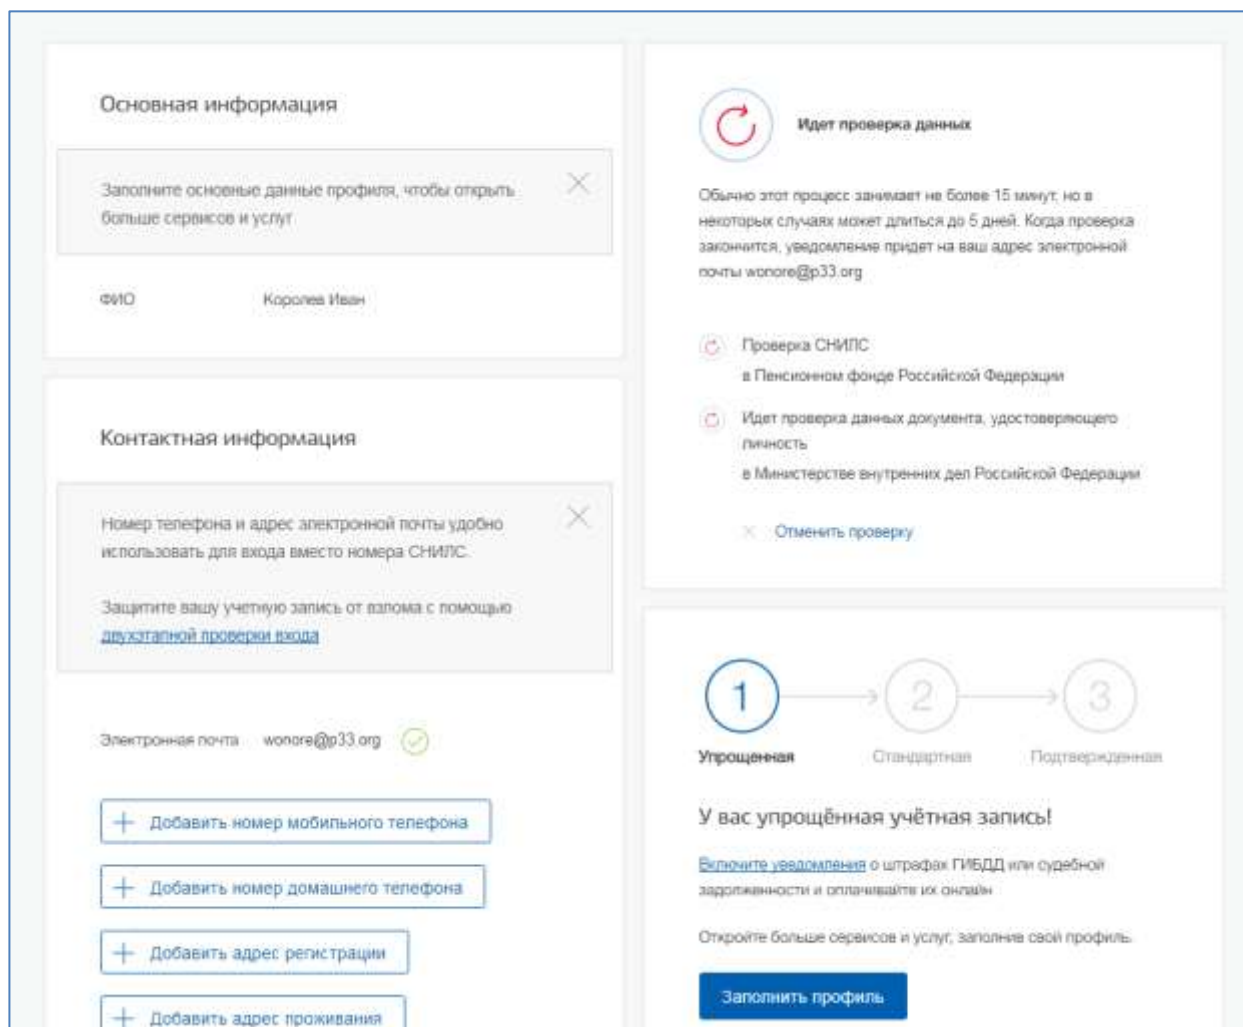 Основная информация
Заполните основные данные профиля, чтобы открыть
больше сервисов и услуг
ФИО Королев Иван
Контактная информация
Номер телефона и адрес электронной почты удобно
использовать для входа вместо номера СНИЛС.
Защитите вашу учетную запись от взлома с помощью
двухэтапной проверки входа
Электронная почта wonore@p33.org
Добавить номер мобильного телефона
Добавить номер домашнего телефона
Добавить адрес регистрации
Добавить адрес проживания
Идет проверка данных
Обычно этот процесс занимает не более 15 минут, но в
некоторых случаях может длиться до 5 дней. Когда проверка
закончится, уведомление придет на ваш адрес электронной
почты wonore@p33.org
Проверка СНИЛС
в Пенсионном фонде Российской Федерации
Идет проверка данных документа, удостоверяющего
личность
в Министерстве внутренних дел Российской Федерации
Отменить проверку
1 2 3
Упрощенная Стандартная Подтвержденная
У вас упрощённая учётная запись!
Включите уведомления о штрафах ГИБДД или судебной
задолженности и оплачивайте их онлайн
Откройте больше сервисов и услуг, заполнив свой профиль.
Заполнить профиль